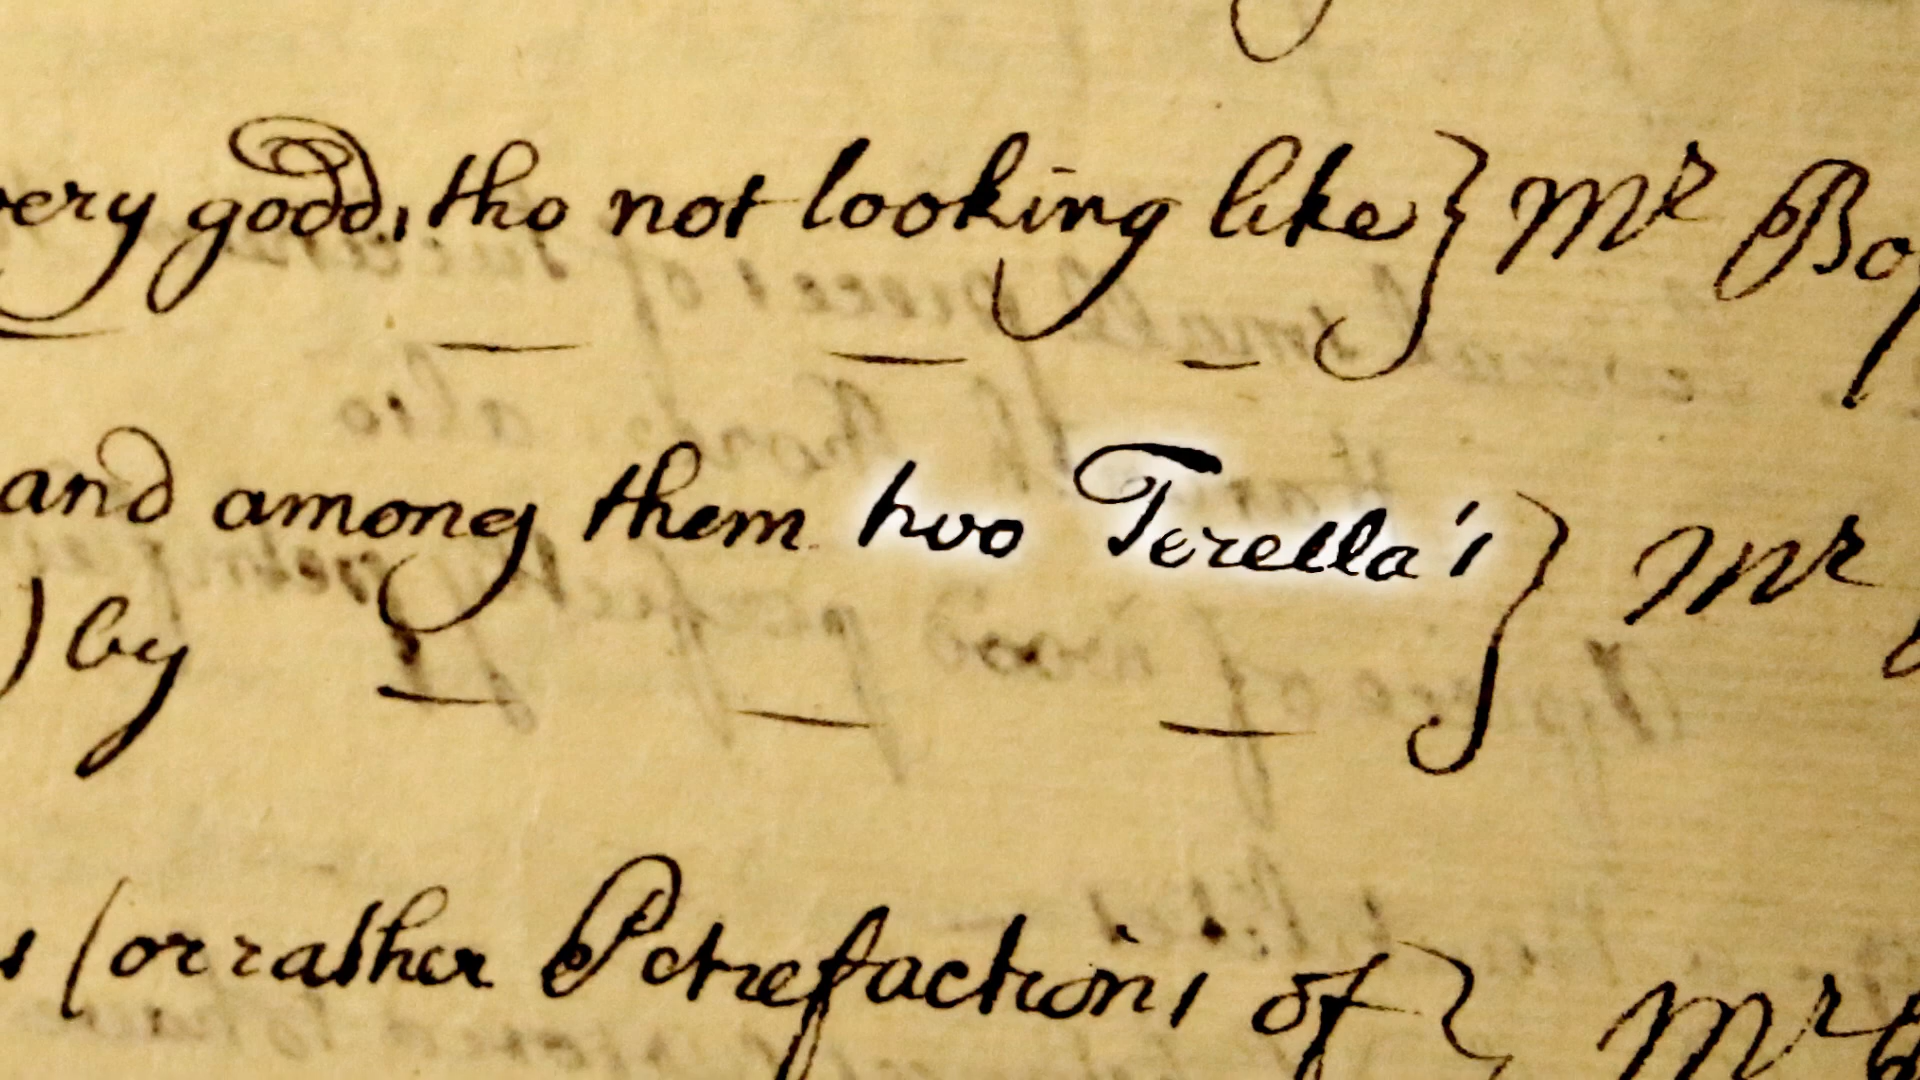 very good, tho not looking like } Mr Bo
and among them two Terella's } Mr
) by
(or rather Petrefactions of } Mr